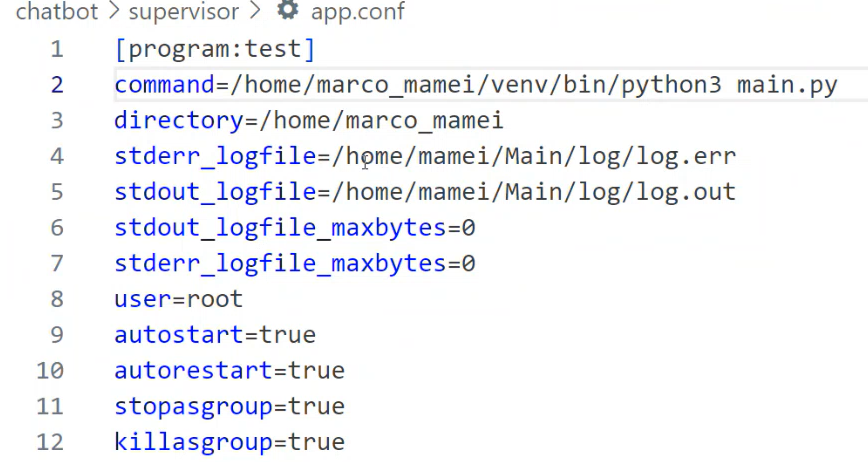 chatbot > supervisor > app.conf
1 [program:test]
2 command=/home/marco_mamei/venv/bin/python3 main.py
3 directory=/home/marco_mamei
4 stderr_logfile=/home/mamei/Main/log/log.err
5 stdout_logfile=/home/mamei/Main/log/log.out
6 stdout_logfile_maxbytes=0
7 stderr_logfile_maxbytes=0
8 user=root
9 autostart=true
10 autorestart=true
11 stopasgroup=true
12 killasgroup=true